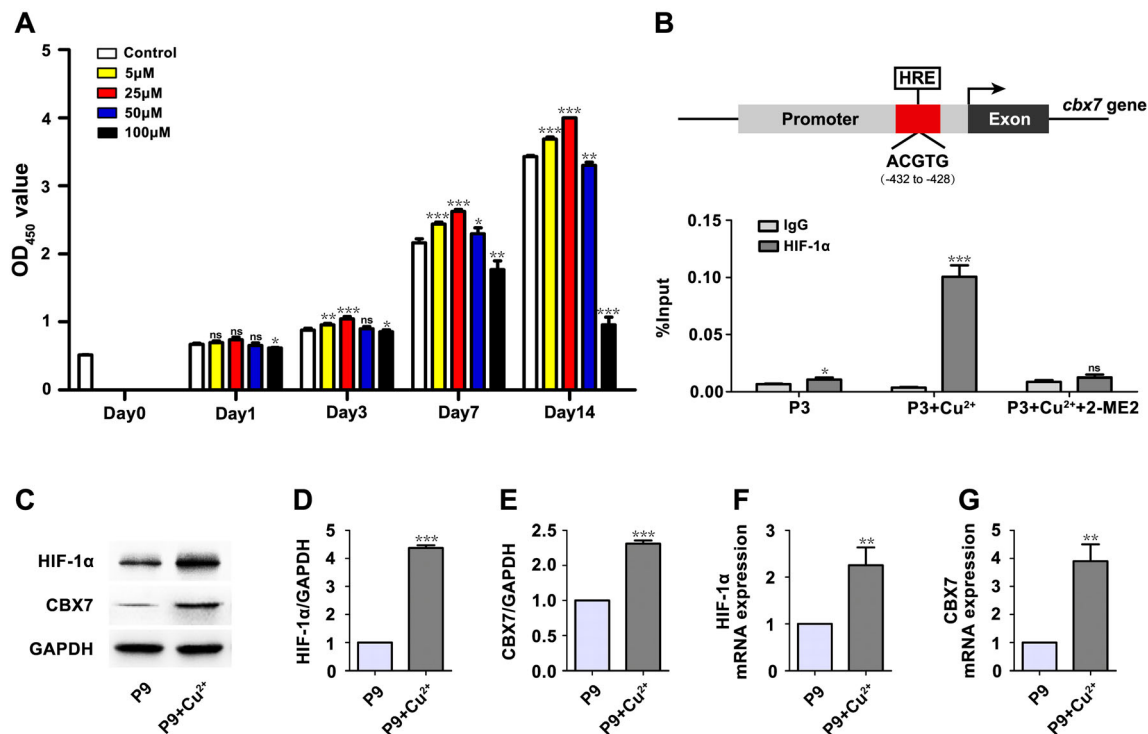 A
OD450 value
5
4
3
2
1
0
Control
5μM
25μM
50μM
100μM
ns ns ns *
** *** ns *
*** *** * **
*** *** ** ***
Day0 Day1 Day3 Day7 Day14
B
HRE
cbx7 gene
Promoter Exon
ACGTG
(-432 to -428)
%Input
0.15
0.10
0.05
0.00
IgG
HIF-1α
* *** ns
P3 P3+Cu²⁺ P3+Cu²⁺+2-ME2
C
HIF-1α
CBX7
GAPDH
P9 P9+Cu²⁺
D
HIF-1α/GAPDH
5
4
3
2
1
0
***
P9 P9+Cu²⁺
E
CBX7/GAPDH
2.5
2.0
1.5
1.0
0.5
0.0
***
P9 P9+Cu²⁺
F
HIF-1α
mRNA expression
3
2
1
0
**
P9 P9+Cu²⁺
G
CBX7
mRNA expression
5
4
3
2
1
0
**
P9 P9+Cu²⁺